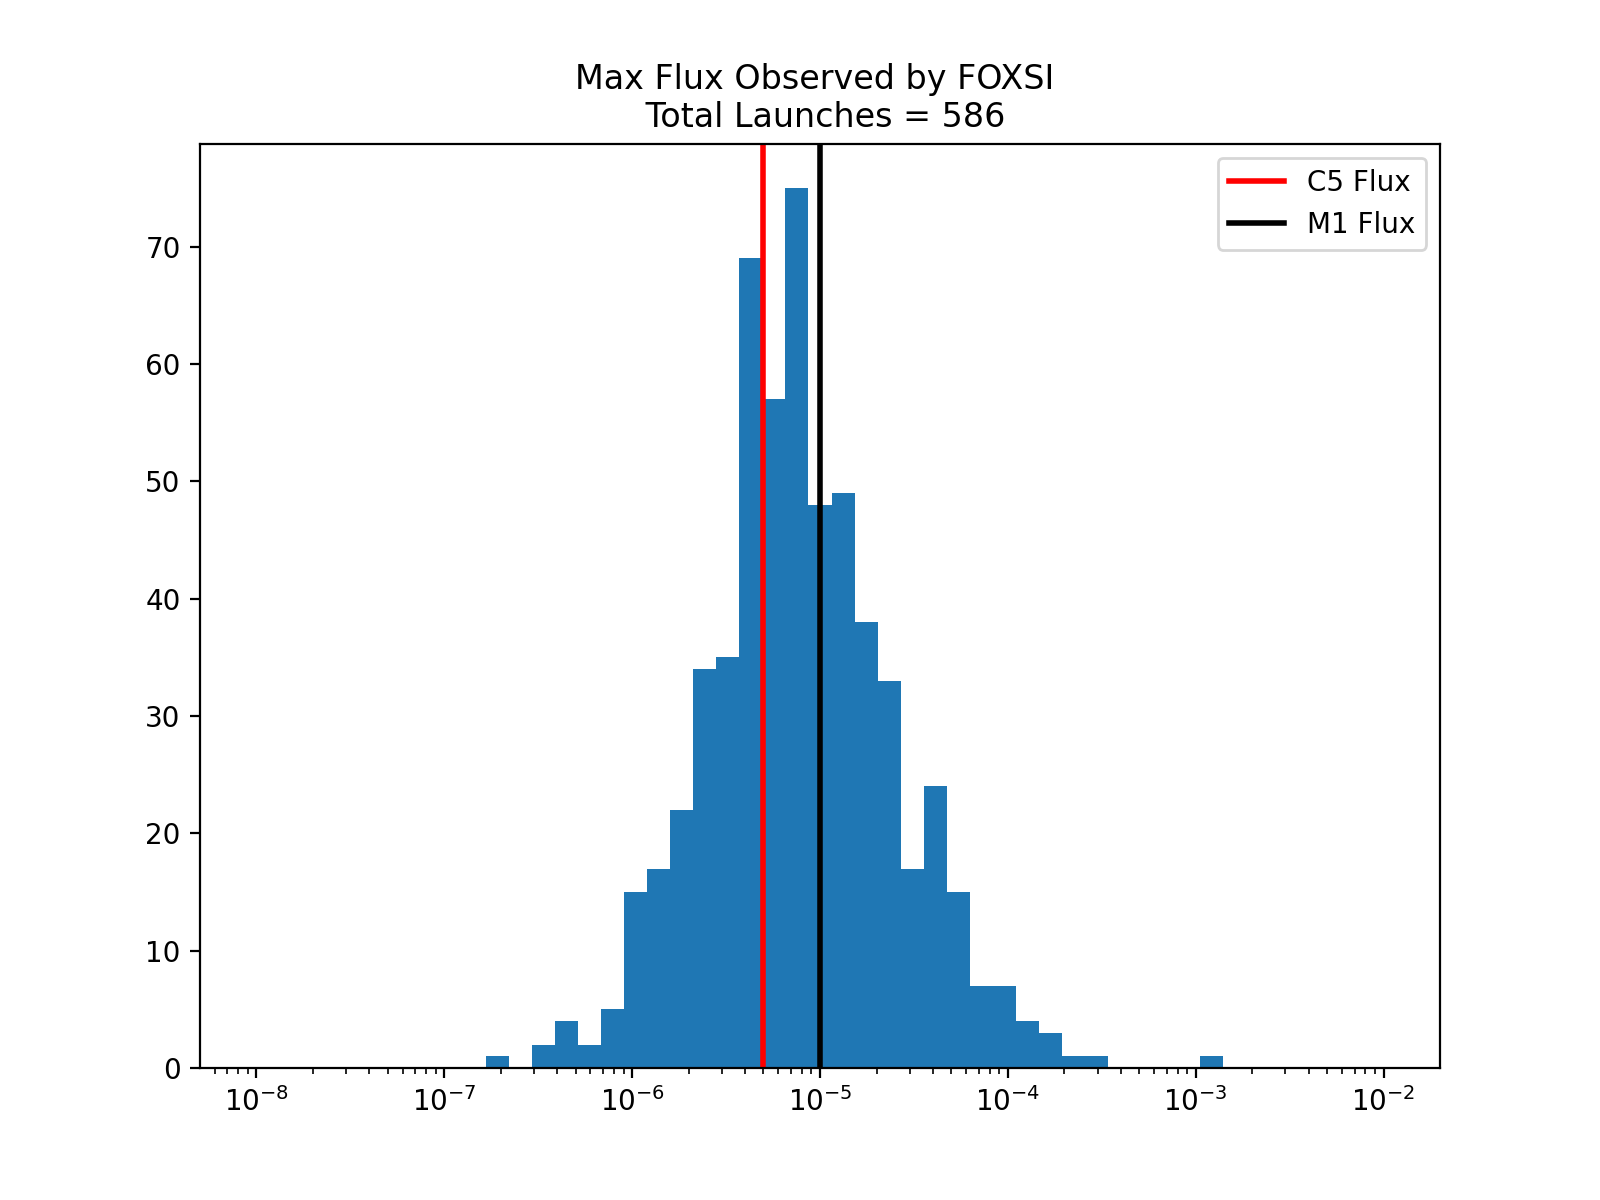 Max Flux Observed by FOXSI
Total Launches = 586
C5 Flux
M1 Flux
70
60
50
40
30
20
10
0
10⁻⁸ 10⁻⁷ 10⁻⁶ 10⁻⁵ 10⁻⁴ 10⁻³ 10⁻²